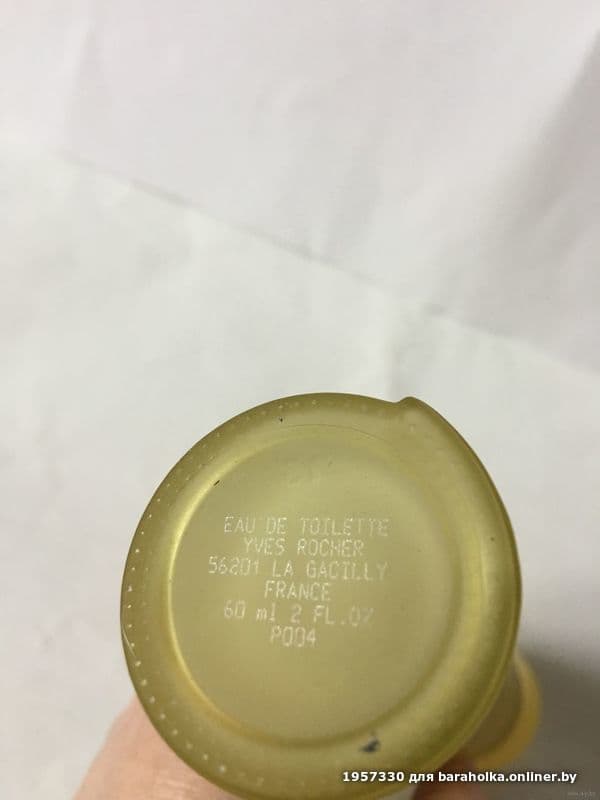 EAU DE TOILETTE
YVES ROCHER
56201 LA GACILLY
FRANCE
60 ml 2 FL.OZ
P004
1957330 для baraholka.onliner.by